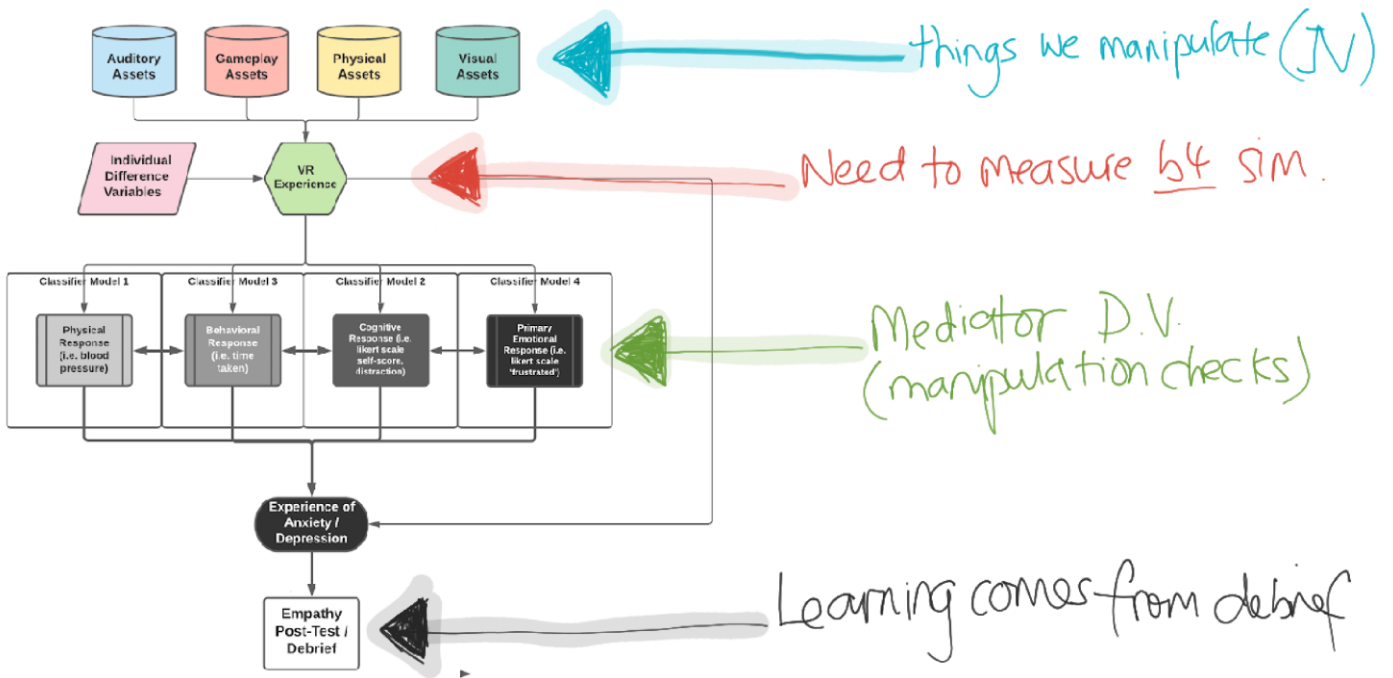 Auditory
Assets
Gameplay
Assets
Physical
Assets
Visual
Assets
things we manipulate (IV)
Individual
Difference
Variables
VR
Experience
Need to measure b4 sim.
Classifier Model 1
Classifier Model 3
Classifier Model 2
Classifier Model 4
Physical
Response
(i.e. blood
pressure)
Behavioral
Response
(i.e. time
taken)
Cognitive
Response (i.e.
likert scale
self-score,
distraction)
Primary
Emotional
Response (i.e.
likert scale
'frustrated')
Mediator D.V.
(manipulation checks)
Experience of
Anxiety /
Depression
Empathy
Post-Test /
Debrief
Learning comes from debrief